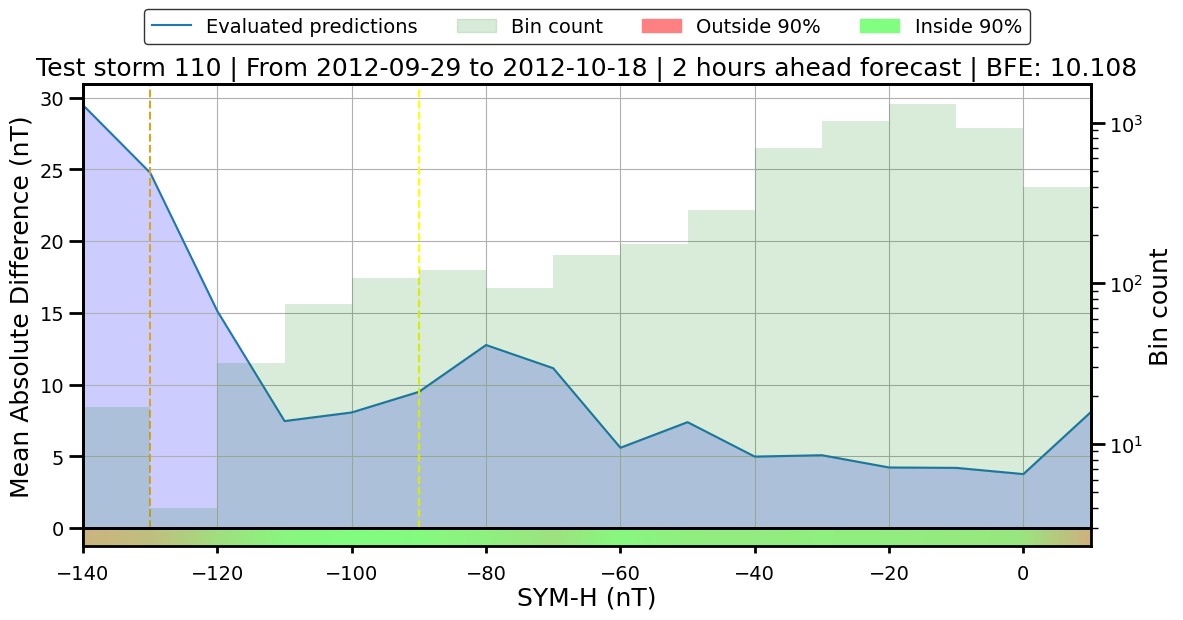 Evaluated predictions Bin count Outside 90% Inside 90%
Test storm 110 | From 2012-09-29 to 2012-10-18 | 2 hours ahead forecast | BFE: 10.108
Mean Absolute Difference (nT)
30
25
20
15
10
5
0
10³
10²
10¹
Bin count
−140 −120 −100 −80 −60 −40 −20 0
SYM-H (nT)